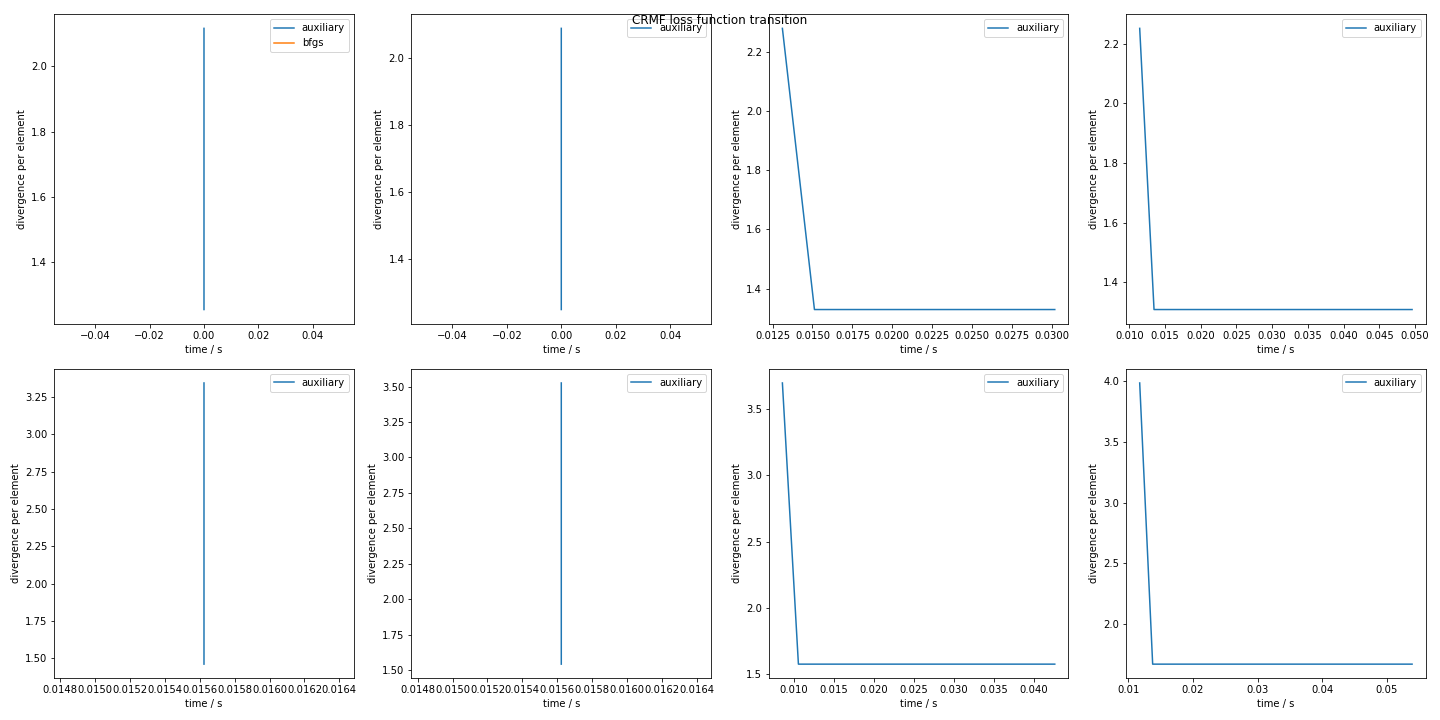 CRMF loss function transition
auxiliary
bfgs
divergence per element
2.0
1.8
1.6
1.4
−0.04 −0.02 0.00 0.02 0.04
time / s
auxiliary
divergence per element
2.0
1.8
1.6
1.4
−0.04 −0.02 0.00 0.02 0.04
time / s
auxiliary
divergence per element
2.2
2.0
1.8
1.6
1.4
0.0125 0.0150 0.0175 0.0200 0.0225 0.0250 0.0275 0.0300
time / s
auxiliary
divergence per element
2.2
2.0
1.8
1.6
1.4
0.010 0.015 0.020 0.025 0.030 0.035 0.040 0.045 0.050
time / s
auxiliary
divergence per element
3.25
3.00
2.75
2.50
2.25
2.00
1.75
1.50
0.0148 0.0150 0.0152 0.0154 0.0156 0.0158 0.0160 0.0162 0.0164
time / s
auxiliary
divergence per element
3.50
3.25
3.00
2.75
2.50
2.25
2.00
1.75
1.50
0.0148 0.0150 0.0152 0.0154 0.0156 0.0158 0.0160 0.0162 0.0164
time / s
auxiliary
divergence per element
3.5
3.0
2.5
2.0
1.5
0.010 0.015 0.020 0.025 0.030 0.035 0.040
time / s
auxiliary
divergence per element
4.0
3.5
3.0
2.5
2.0
0.01 0.02 0.03 0.04 0.05
time / s